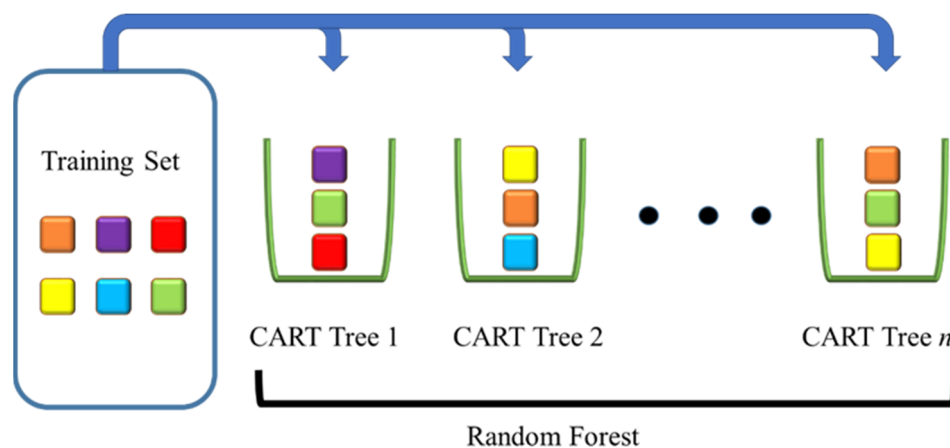 Training Set
CART Tree 1
CART Tree 2
CART Tree n
Random Forest